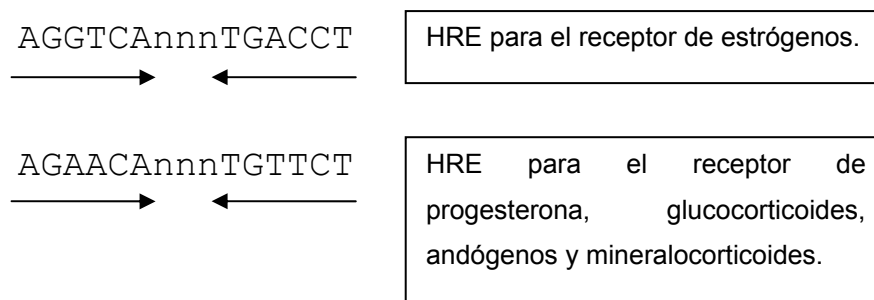 AGGTCAnnnTGACCT
HRE para el receptor de estrógenos.
AGAACAnnnTGTTCT
HRE para el receptor de
progesterona, glucocorticoides,
andógenos y mineralocorticoides.